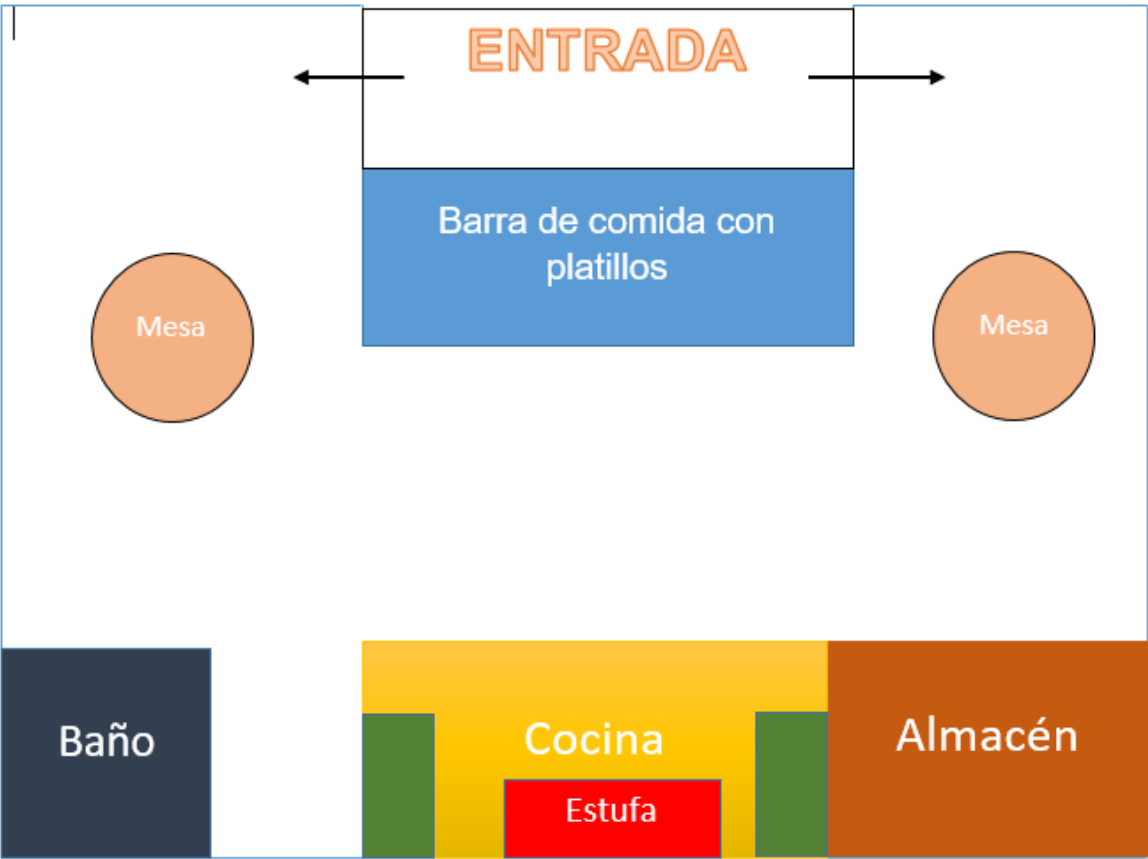 ENTRADA
Barra de comida con
platillos
Mesa
Mesa
Baño
Cocina
Almacén
Estufa